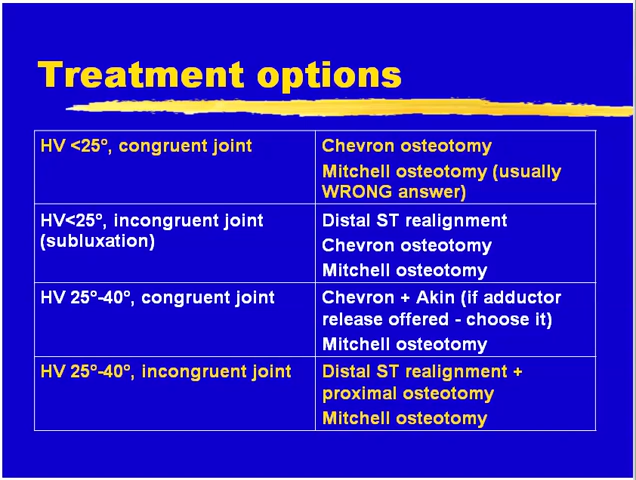 Treatment options
HV <25°, congruent joint
Chevron osteotomy
Mitchell osteotomy (usually
WRONG answer)
HV<25°, incongruent joint
(subluxation)
Distal ST realignment
Chevron osteotomy
Mitchell osteotomy
HV 25°-40°, congruent joint
Chevron + Akin (if adductor
release offered - choose it)
Mitchell osteotomy
HV 25°-40°, incongruent joint
Distal ST realignment +
proximal osteotomy
Mitchell osteotomy